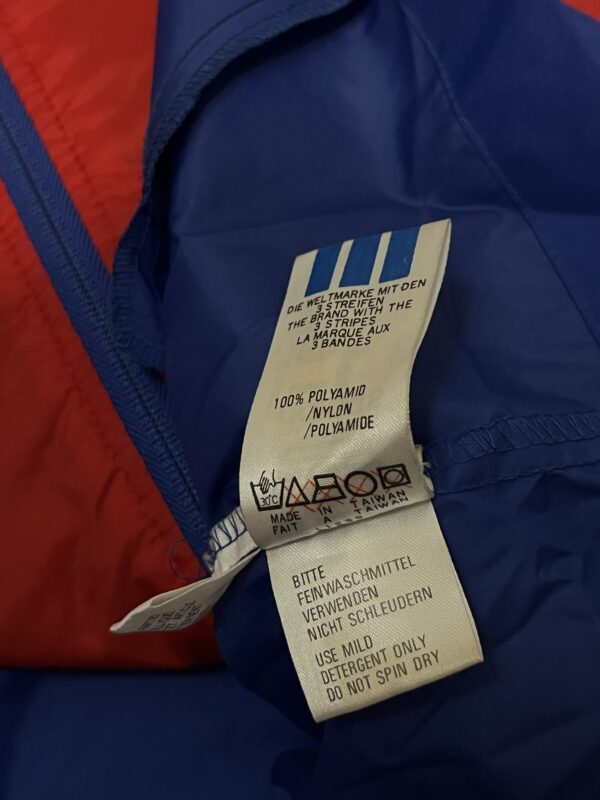 DIE WELTMARKE MIT DEN
3 STREIFEN
THE BRAND WITH THE
3 STRIPES
LA MARQUE AUX
3 BANDES
100% POLYAMID
/NYLON
/POLYAMIDE
30°C
MADE IN TAIWAN
FAIT A TAIWAN
BITTE
FEINWASCHMITTEL
VERWENDEN
NICHT SCHLEUDERN
USE MILD
DETERGENT ONLY
DO NOT SPIN DRY